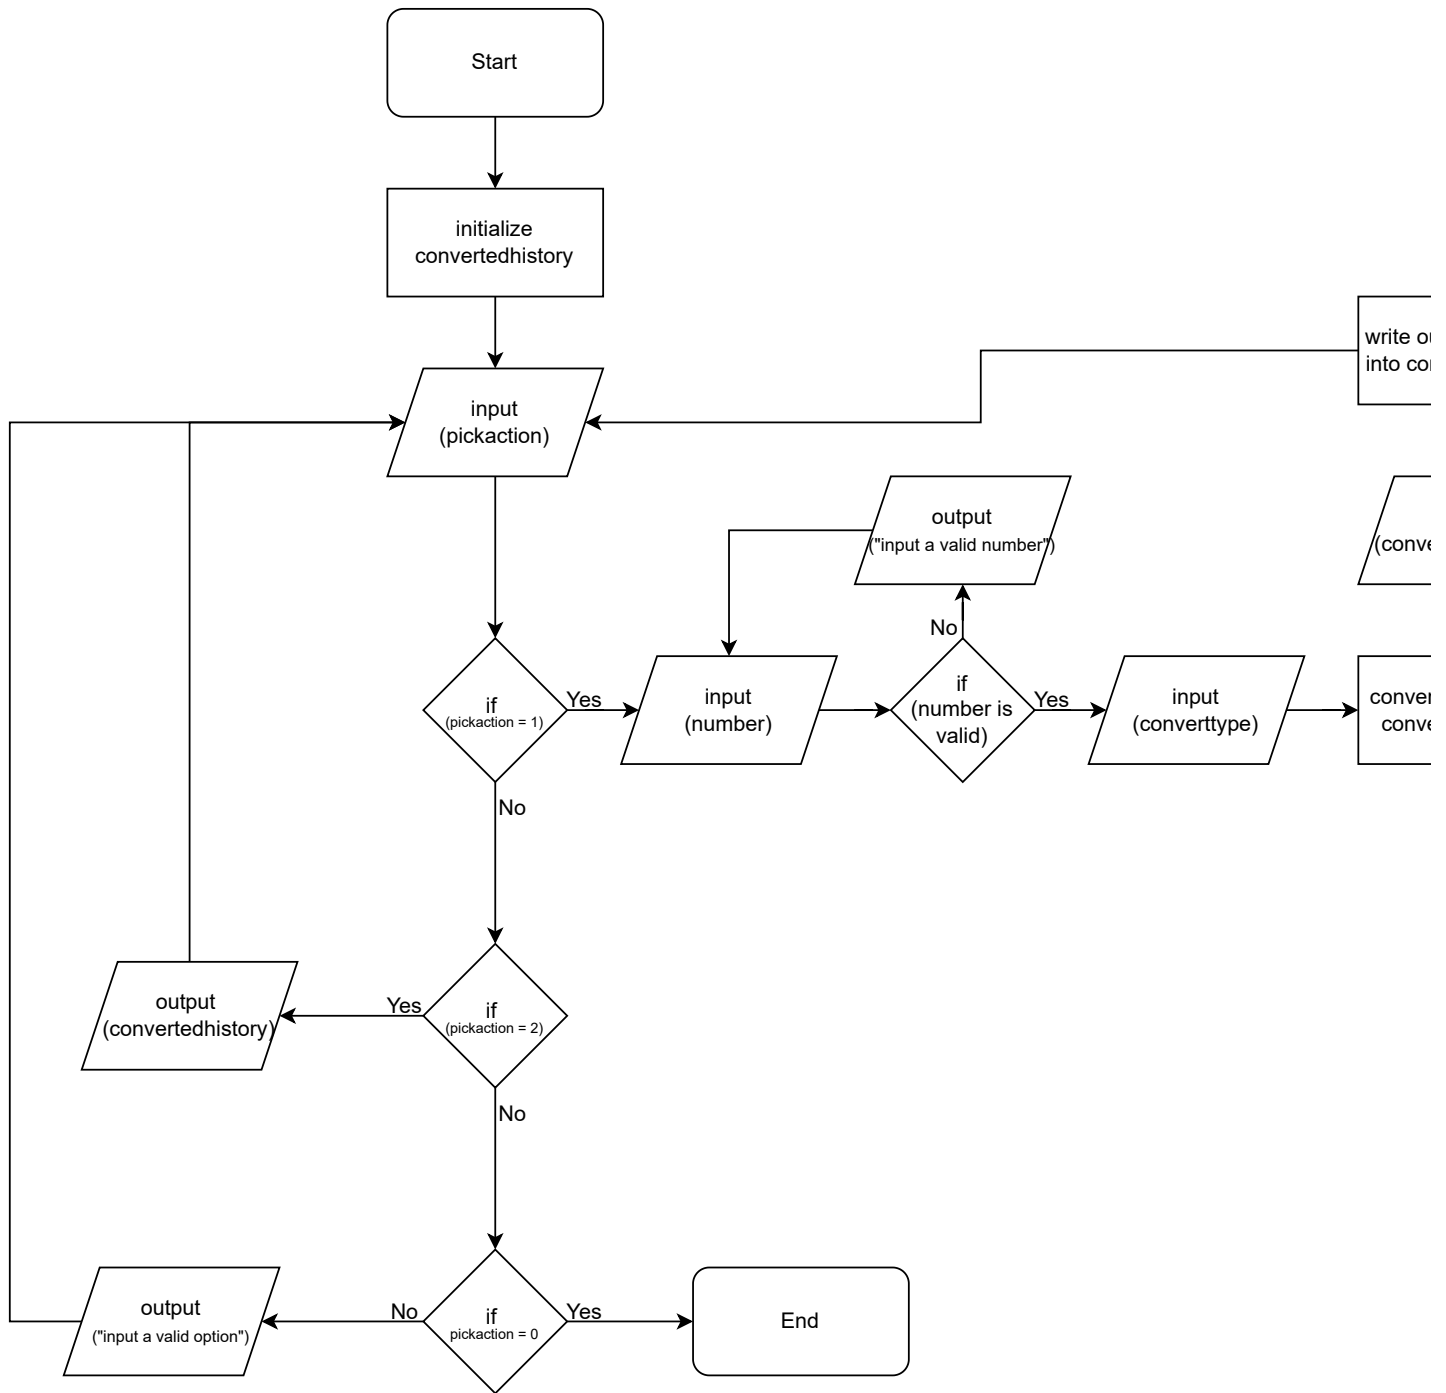 Start
initialize
convertedhistory
write
into
input
(pickaction)
output
("input a valid number")
No
if
(pickaction = 1)
Yes
input
(number)
if
(number is
valid)
Yes
input
(converttype)
No
output
(convertedhistory)
Yes
if
(pickaction = 2)
No
output
("input a valid option")
No
if
pickaction = 0
Yes
End